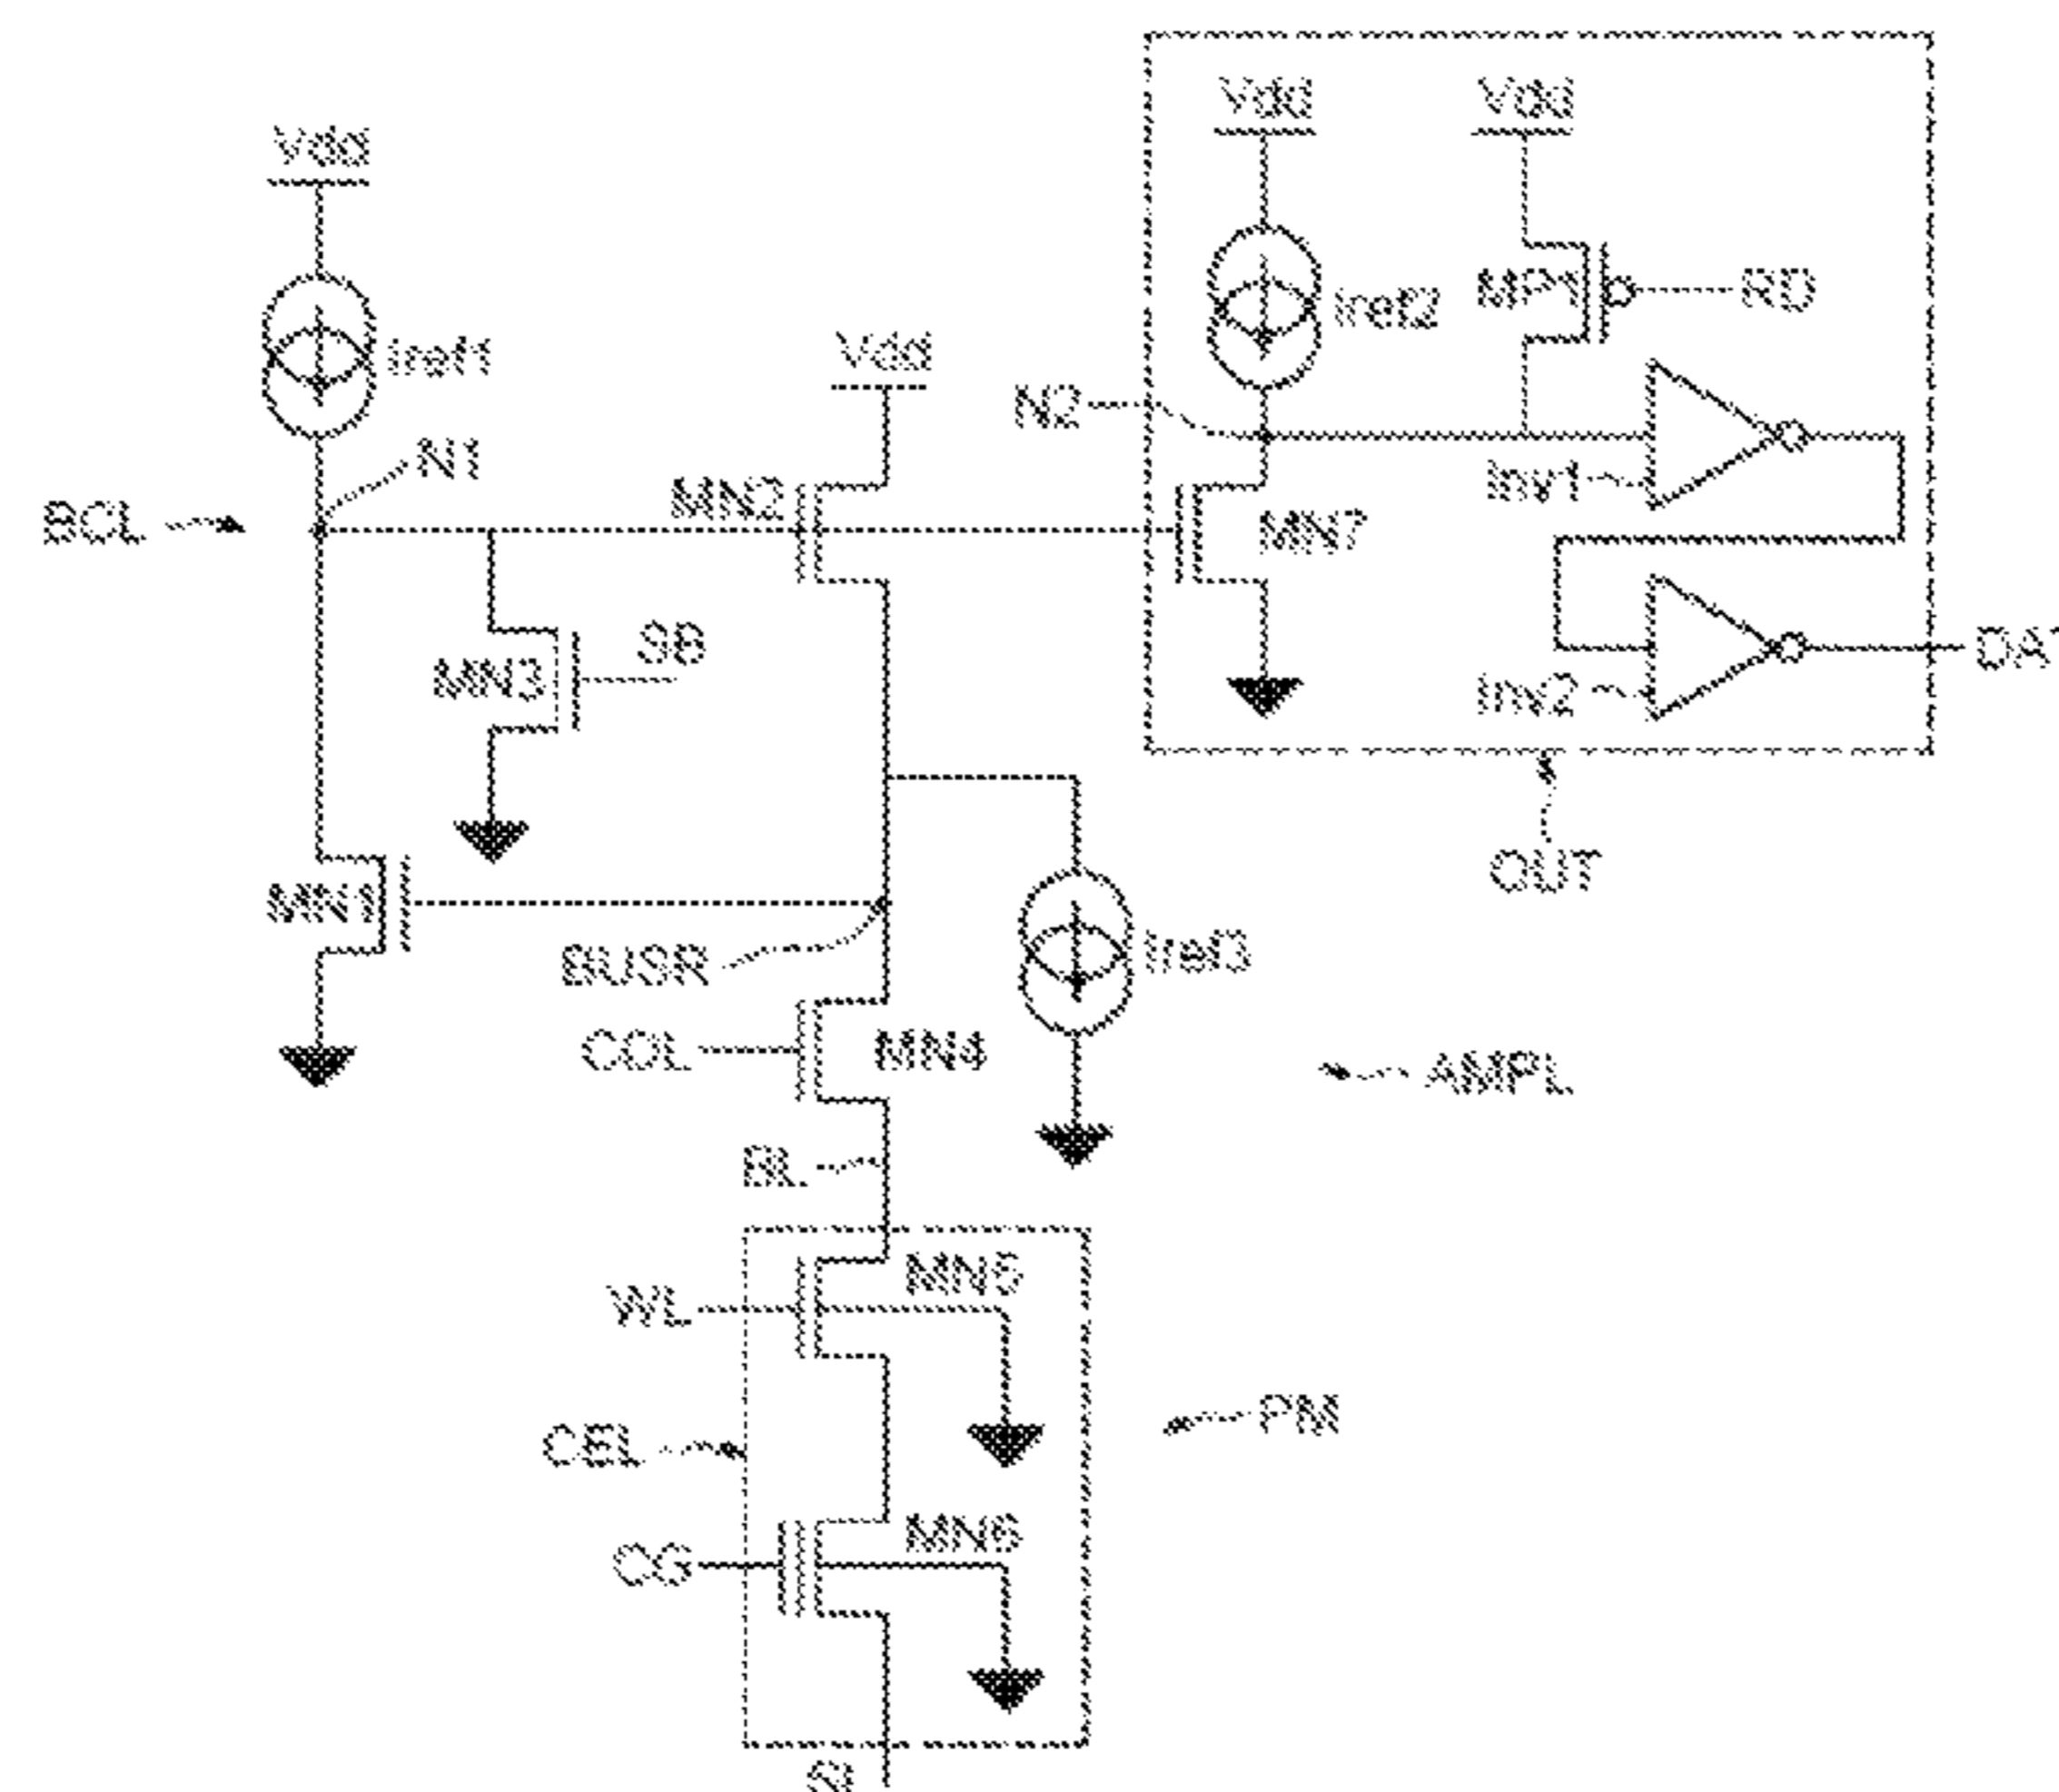 Vdd
Vdd
Vdd
Iref1
Iref2
MP1
RD
Vdd
N2
N1
MN2
Inv1
BCL
MN7
SB
MN3
DAT
Inv2
OUT
MN1
BUSR
Iref3
COL
MN4
AMPL
BL
MN5
WL
PM
CEL
MN6
CG